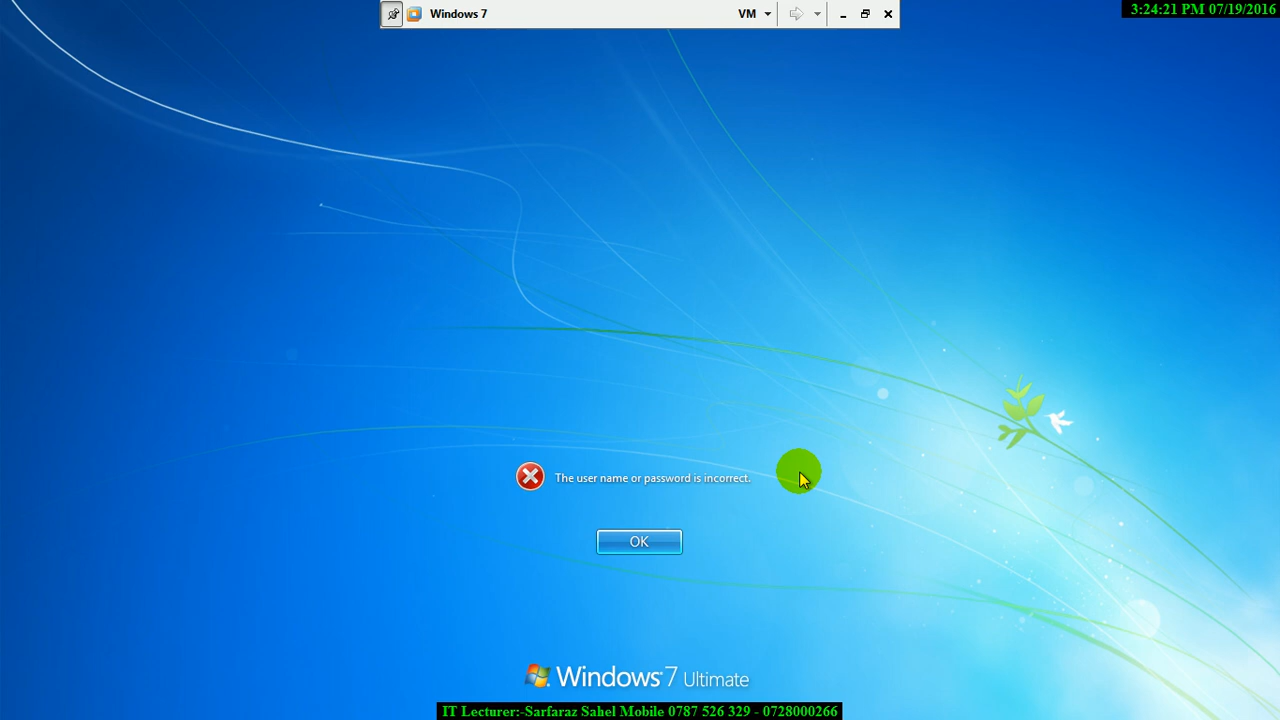 Windows 7
VM
3:24:21 PM 07/19/2016
The user name or password is incorrect.
OK
Windows 7 Ultimate
IT Lecturer:-Sarfaraz Sahel Mobile 0787 526 329 - 0728000266